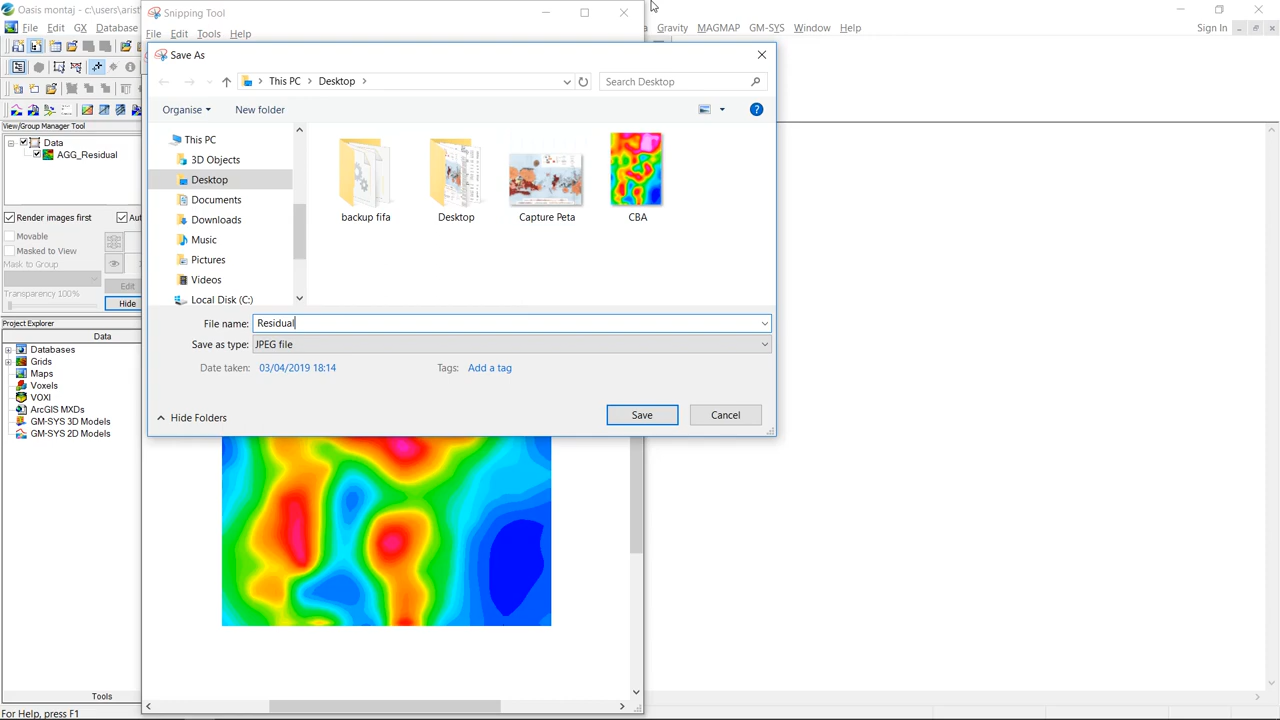 Oasis montaj - c:\users\arist
Snipping Tool
File Edit GX Database
File Edit Tools Help
Gravity MAGMAP GM-SYS Window Help
Sign In
Save As
This PC Desktop
Search Desktop
Organise New folder
View/Group Manager Tool
Data
AGG_Residual
Render images first Aut
Movable
Masked to View
Mask to Group
Transparency 100%
Edit
Hide
This PC
3D Objects
Desktop
Documents
Downloads
Music
Pictures
Videos
Local Disk (C:)
backup fifa
Desktop
Capture Peta
CBA
File name: Residual
Save as type: JPEG file
Date taken: 03/04/2019 18:14 Tags: Add a tag
Hide Folders
Save
Cancel
Project Explorer
Data
Databases
Grids
Maps
Voxels
VOXI
ArcGIS MXDs
GM-SYS 3D Models
GM-SYS 2D Models
Tools
For Help, press F1